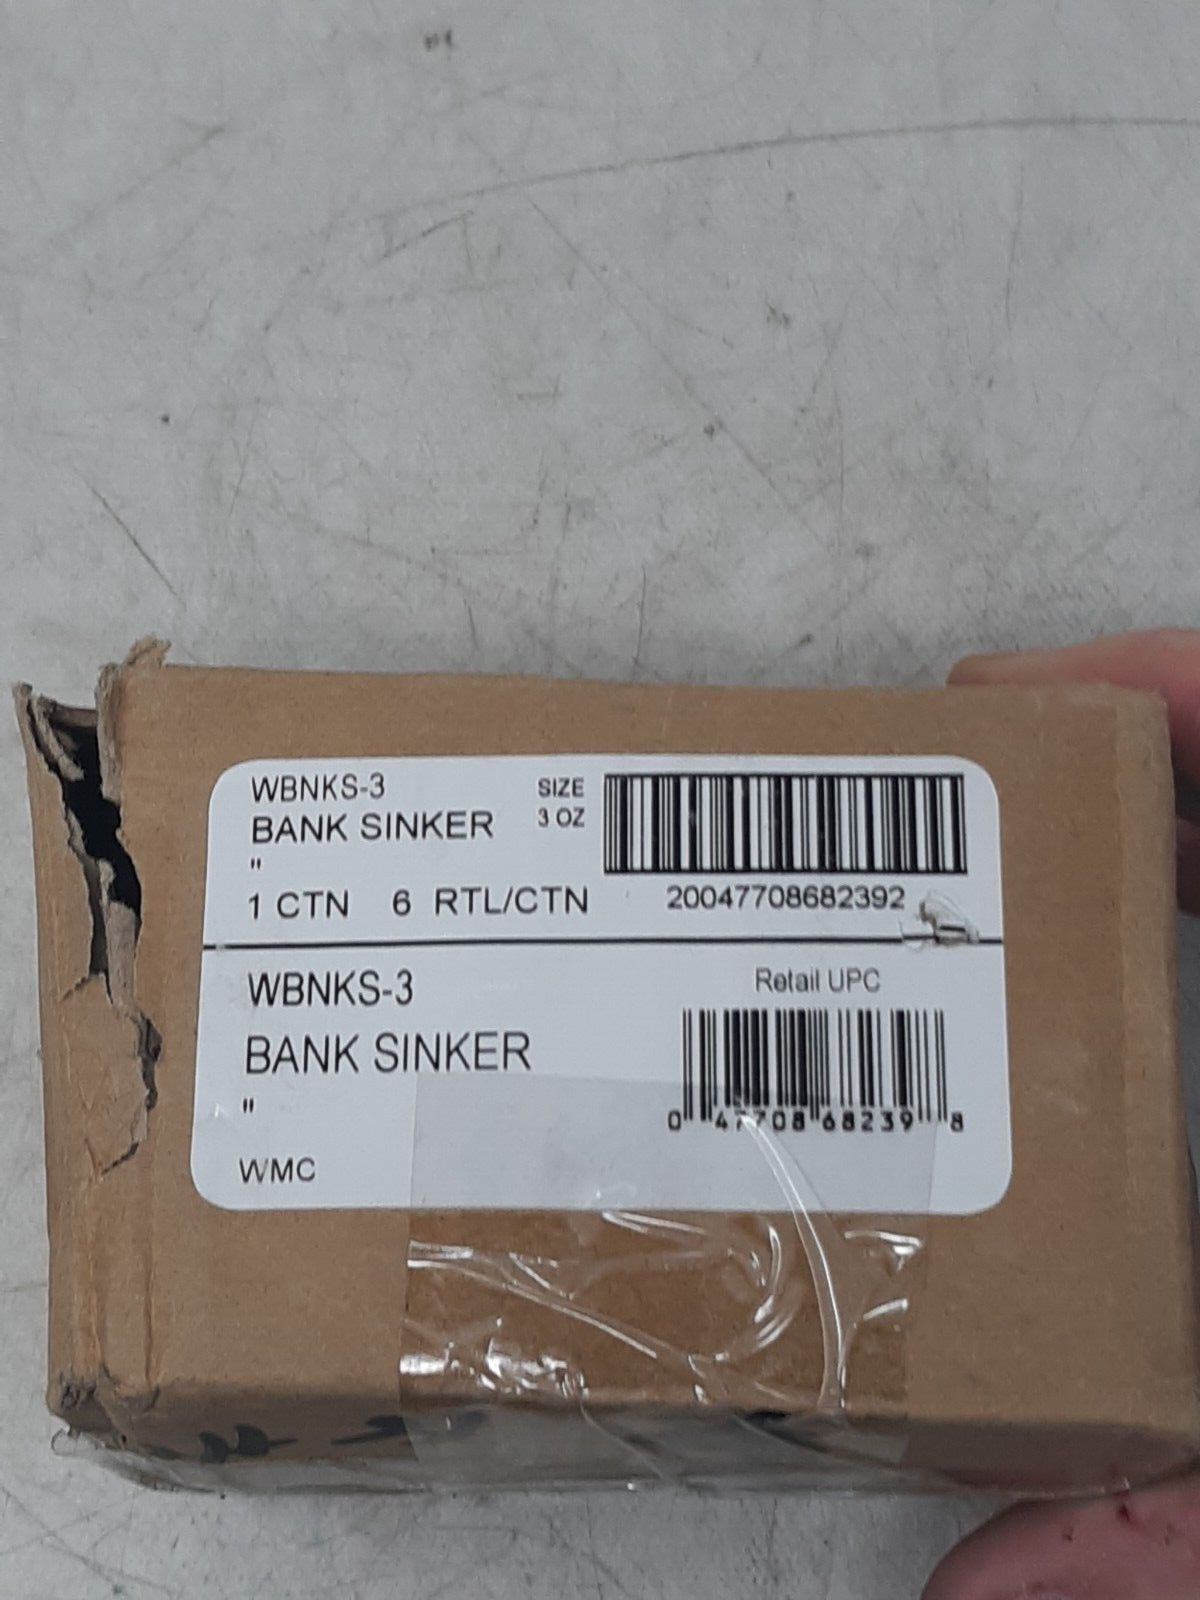 WBNKS-3
SIZE
BANK SINKER
3 OZ
"
1 CTN 6 RTL/CTN
20047708682392
WBNKS-3
Retail UPC
BANK SINKER
"
0 47708 68239 8
WMC